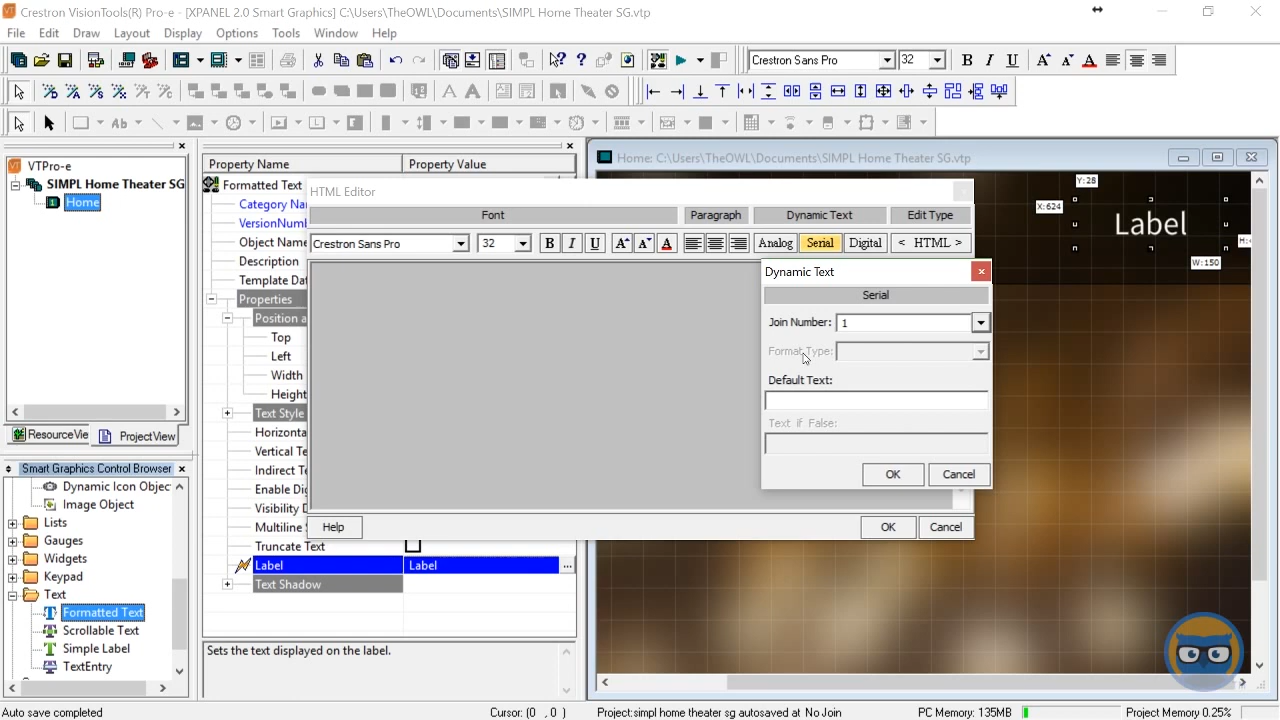 Crestron VisionTools(R) Pro-e - [XPANEL 2.0 Smart Graphics] C:\Users\TheOWL\Documents\SIMPL Home Theater SG.vtp
File Edit Draw Layout Display Options Tools Window Help
Crestron Sans Pro 32 B I U A A A
VTPro-e
SIMPL Home Theater SG
Home
ResourceVie ProjectView
Smart Graphics Control Browser
Dynamic Icon Objec
Image Object
Lists
Gauges
Widgets
Keypad
Text
Formatted Text
Scrollable Text
Simple Label
TextEntry
Property Name Property Value
Formatted Text
Category Na
VersionNuml
Object Name
Description
Template Dat
Properties
Position a
Top
Left
Width
Height
Text Style
Horizonta
Vertical Te
Indirect Te
Enable Dig
Visibility D
Multiline S
Truncate Text
Label Label ...
Text Shadow
Sets the text displayed on the label.
HTML Editor
Font Paragraph Dynamic Text Edit Type
Crestron Sans Pro 32 B I U A A A Analog Serial Digital < HTML >
Help OK Cancel
Dynamic Text
Serial
Join Number: 1
Format Type:
Default Text:
Text if False:
OK Cancel
Home: C:\Users\TheOWL\Documents\SIMPL Home Theater SG.vtp
Y:28
X:624
Label
H:
W:150
Auto save completed Cursor: (0 , 0 ) Project:simpl home theater sg autosaved at No Join PC Memory: 135MB Project Memory 0.25%